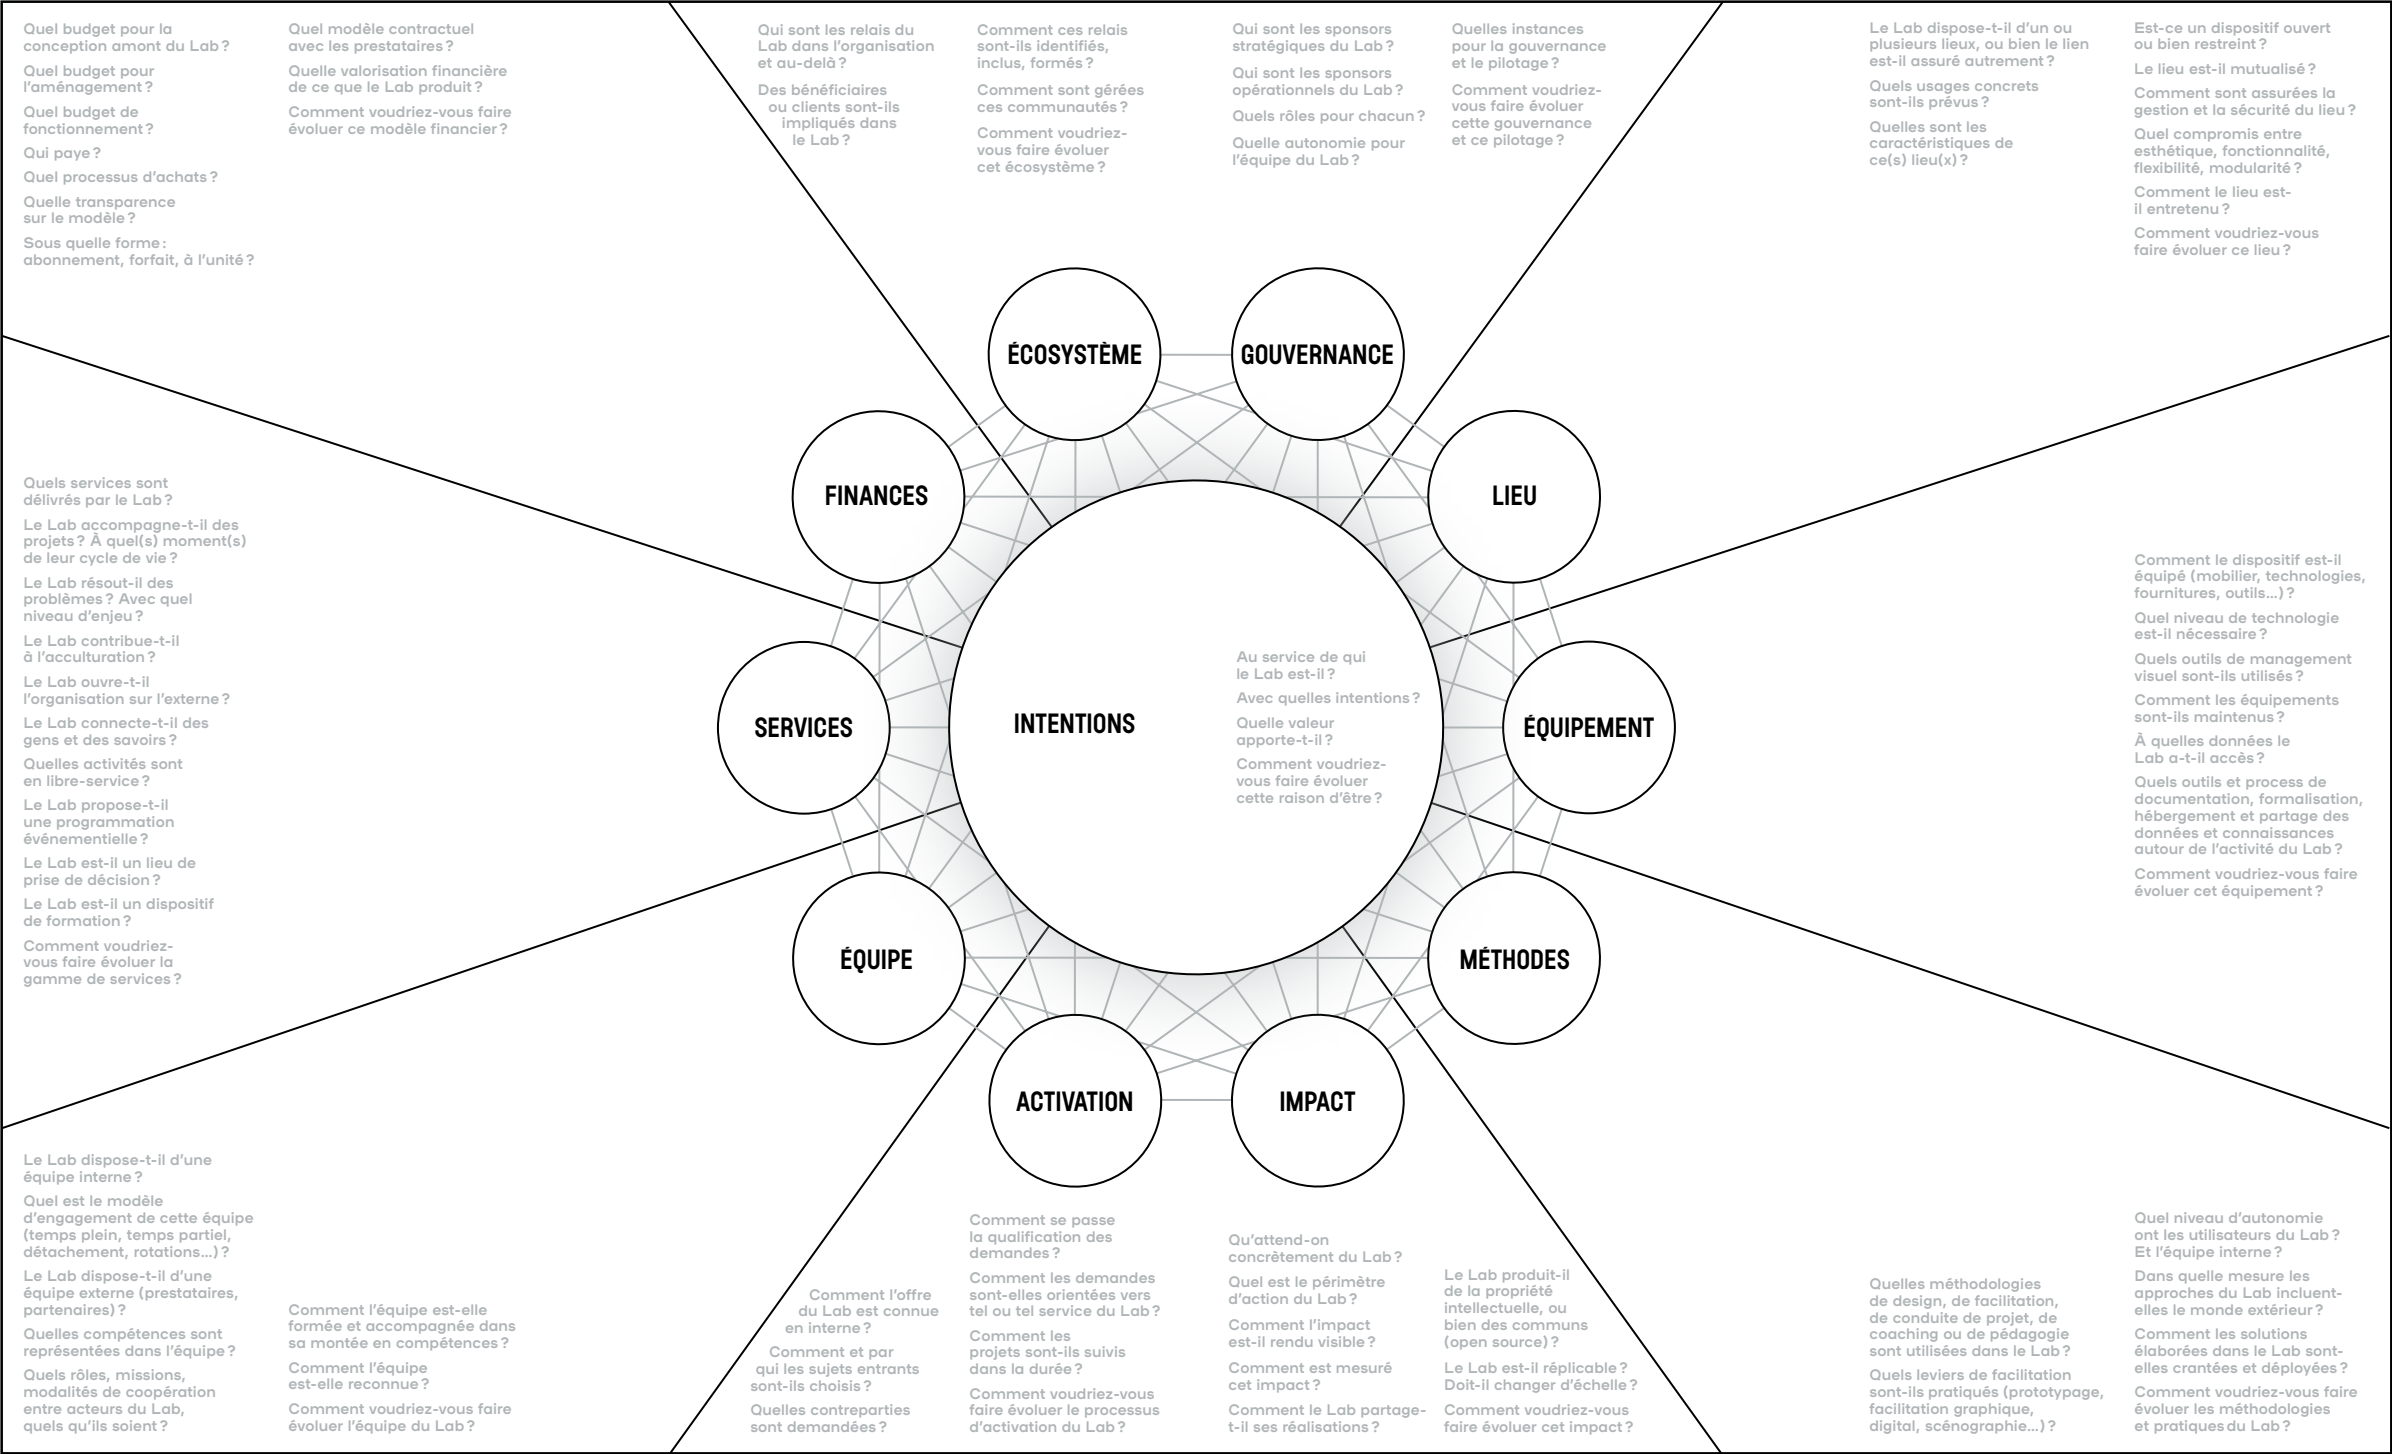 Quel budget pour la
conception amont du Lab ?
Quel budget pour
l’aménagement ?
Quel budget de
fonctionnement ?
Qui paye ?
Quel processus d’achats ?
Quelle transparence
sur le modèle ?
Sous quelle forme :
abonnement, forfait, à l’unité ?
Quel modèle contractuel
avec les prestataires ?
Quelle valorisation financière
de ce que le Lab produit ?
Comment voudriez-vous faire
évoluer ce modèle financier ?
Qui sont les relais du
Lab dans l’organisation
et au-delà ?
Des bénéficiaires
ou clients sont-ils
impliqués dans
le Lab ?
Comment ces relais
sont-ils identifiés,
inclus, formés ?
Comment sont gérées
ces communautés ?
Comment voudriez-
vous faire évoluer
cet écosystème ?
Qui sont les sponsors
stratégiques du Lab ?
Qui sont les sponsors
opérationnels du Lab ?
Quels rôles pour chacun ?
Quelle autonomie pour
l’équipe du Lab ?
Quelles instances
pour la gouvernance
et le pilotage ?
Comment voudriez-
vous faire évoluer
cette gouvernance
et ce pilotage ?
Le Lab dispose-t-il d’un ou
plusieurs lieux, ou bien le lien
est-il assuré autrement ?
Quels usages concrets
sont-ils prévus ?
Quelles sont les
caractéristiques de
ce(s) lieu(x) ?
Est-ce un dispositif ouvert
ou bien restreint ?
Le lieu est-il mutualisé ?
Comment sont assurées la
gestion et la sécurité du lieu ?
Quel compromis entre
esthétique, fonctionnalité,
flexibilité, modularité ?
Comment le lieu est-
il entretenu ?
Comment voudriez-vous
faire évoluer ce lieu ?
ÉCOSYSTÈME
GOUVERNANCE
FINANCES
LIEU
SERVICES
INTENTIONS
ÉQUIPEMENT
ÉQUIPE
MÉTHODES
ACTIVATION
IMPACT
Au service de qui
le Lab est-il ?
Avec quelles intentions ?
Quelle valeur
apporte-t-il ?
Comment voudriez-
vous faire évoluer
cette raison d’être ?
Quels services sont
délivrés par le Lab ?
Le Lab accompagne-t-il des
projets ? À quel(s) moment(s)
de leur cycle de vie ?
Le Lab résout-il des
problèmes ? Avec quel
niveau d’enjeu ?
Le Lab contribue-t-il
à l’acculturation ?
Le Lab ouvre-t-il
l’organisation sur l’externe ?
Le Lab connecte-t-il des
gens et des savoirs ?
Quelles activités sont
en libre-service ?
Le Lab propose-t-il
une programmation
événementielle ?
Le Lab est-il un lieu de
prise de décision ?
Le Lab est-il un dispositif
de formation ?
Comment voudriez-
vous faire évoluer la
gamme de services ?
Comment le dispositif est-il
équipé (mobilier, technologies,
fournitures, outils…) ?
Quel niveau de technologie
est-il nécessaire ?
Quels outils de management
visuel sont-ils utilisés ?
Comment les équipements
sont-ils maintenus ?
À quelles données le
Lab a-t-il accès ?
Quels outils et process de
documentation, formalisation,
hébergement et partage des
données et connaissances
autour de l’activité du Lab ?
Comment voudriez-vous faire
évoluer cet équipement ?
Le Lab dispose-t-il d’une
équipe interne ?
Quel est le modèle
d’engagement de cette équipe
(temps plein, temps partiel,
détachement, rotations…) ?
Le Lab dispose-t-il d’une
équipe externe (prestataires,
partenaires) ?
Quelles compétences sont
représentées dans l’équipe ?
Quels rôles, missions,
modalités de coopération
entre acteurs du Lab,
quels qu’ils soient ?
Comment l’équipe est-elle
formée et accompagnée dans
sa montée en compétences ?
Comment l’équipe
est-elle reconnue ?
Comment voudriez-vous faire
évoluer l’équipe du Lab ?
Comment l’offre
du Lab est connue
en interne ?
Comment et par
qui les sujets entrants
sont-ils choisis ?
Quelles contreparties
sont demandées ?
Comment se passe
la qualification des
demandes ?
Comment les demandes
sont-elles orientées vers
tel ou tel service du Lab ?
Comment les
projets sont-ils suivis
dans la durée ?
Comment voudriez-vous
faire évoluer le processus
d’activation du Lab ?
Qu’attend-on
concrètement du Lab ?
Quel est le périmètre
d’action du Lab ?
Comment l’impact
est-il rendu visible ?
Comment est mesuré
cet impact ?
Comment le Lab partage-
t-il ses réalisations ?
Le Lab produit-il
de la propriété
intellectuelle, ou
bien des communs
(open source) ?
Le Lab est-il réplicable ?
Doit-il changer d’échelle ?
Comment voudriez-vous
faire évoluer cet impact ?
Quelles méthodologies
de design, de facilitation,
de conduite de projet, de
coaching ou de pédagogie
sont utilisées dans le Lab ?
Quels leviers de facilitation
sont-ils pratiqués (prototypage,
facilitation graphique,
digital, scénographie…) ?
Quel niveau d’autonomie
ont les utilisateurs du Lab ?
Et l’équipe interne ?
Dans quelle mesure les
approches du Lab incluent-
elles le monde extérieur ?
Comment les solutions
élaborées dans le Lab sont-
elles crantées et déployées ?
Comment voudriez-vous faire
évoluer les méthodologies
et pratiques du Lab ?